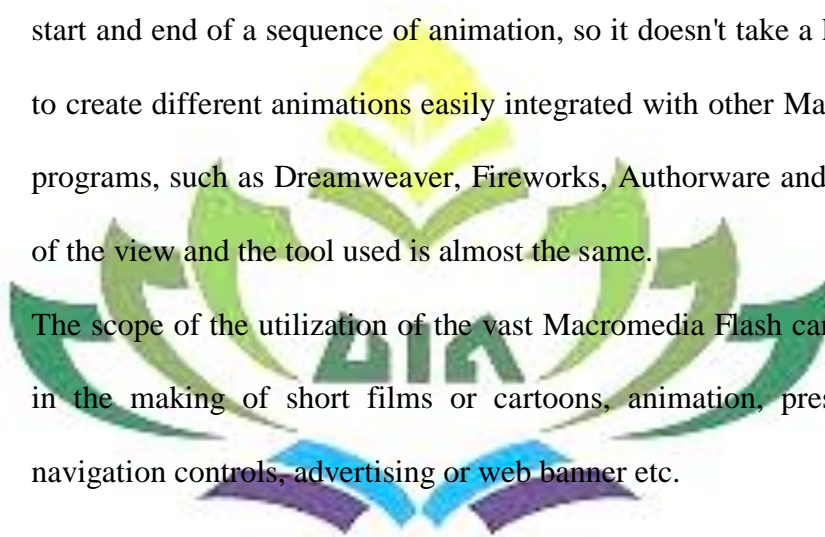 start and end of a sequence of animation, so it doesn't take a
to create different animations easily integrated with other
programs, such as Dreamweaver, Fireworks, Authorware and
of the view and the tool used is almost the same.
The scope of the utilization of the vast Macromedia Flash
in the making of short films or cartoons, animation,
navigation controls, advertising or web banner etc.